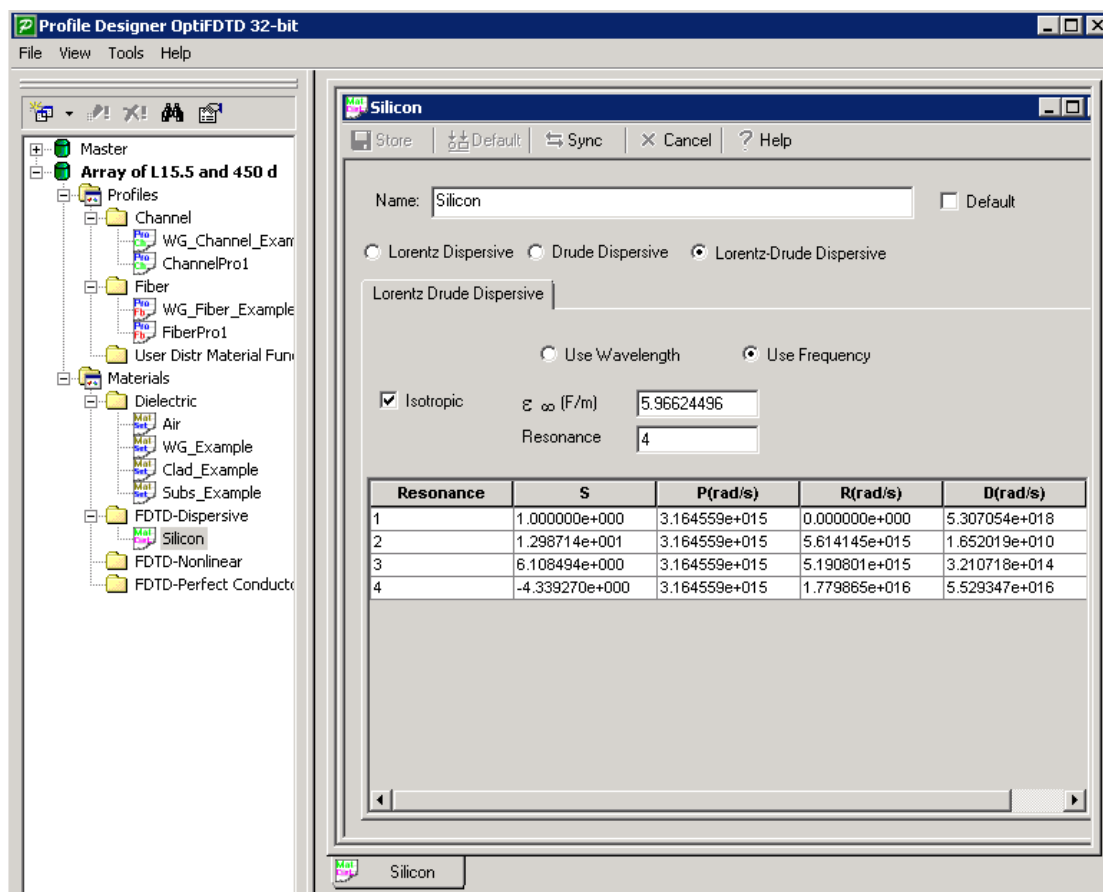 Profile Designer OptiFDTD 32-bit
File View Tools Help
Master
Array of L15.5 and 450 d
Profiles
Channel
WG_Channel_Exam
ChannelPro1
Fiber
WG_Fiber_Example
FiberPro1
User Distr Material Fun
Materials
Dielectric
Air
WG_Example
Clad_Example
Subs_Example
FDTD-Dispersive
Silicon
FDTD-Nonlinear
FDTD-Perfect Conducto
Silicon
Store Default Sync Cancel Help
Name: Silicon Default
Lorentz Dispersive Drude Dispersive Lorentz-Drude Dispersive
Lorentz Drude Dispersive
Use Wavelength Use Frequency
Isotropic ε ∞ (F/m) 5.96624496
Resonance 4
Resonance S P(rad/s) R(rad/s) D(rad/s)
1 1.000000e+000 3.164559e+015 0.000000e+000 5.307054e+018
2 1.298714e+001 3.164559e+015 5.614145e+015 1.652019e+010
3 6.108494e+000 3.164559e+015 5.190801e+015 3.210718e+014
4 -4.339270e+000 3.164559e+015 1.779865e+016 5.529347e+016
Silicon